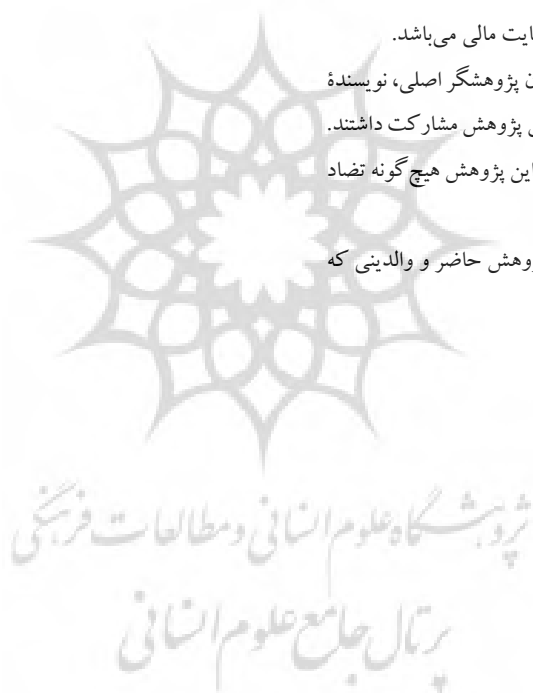 ایت مالی می‌باشد.
ن پژوهشگر اصلی، نویسندۀ
پژوهش مشارکت داشتند.
این پژوهش هیچ‌گونه تضاد
وهش حاضر و والدینی که
پژوهشگاه علوم انسانی و مطالعات فرهنگی
پرتال جامع علوم انسانی